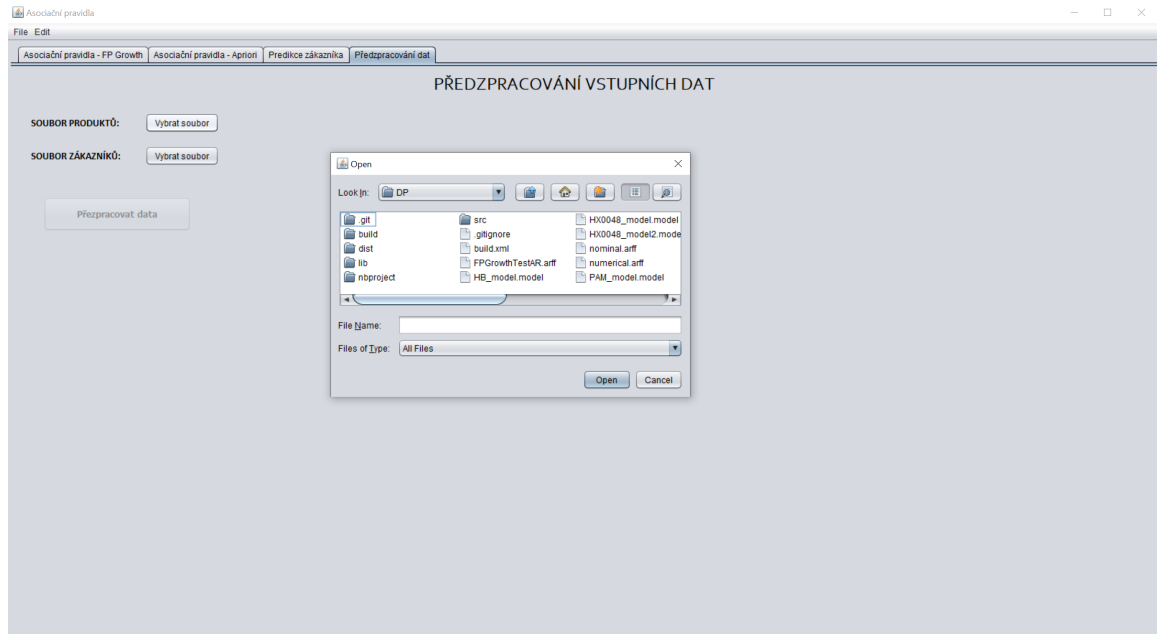 Asociační pravidla
File Edit
Asociační pravidla - FP Growth Asociační pravidla - Apriori Predikce zákazníka Předzpracování dat
PŘEDZPRACOVÁNÍ VSTUPNÍCH DAT
SOUBOR PRODUKTŮ: Vybrat soubor
SOUBOR ZÁKAZNÍKŮ: Vybrat soubor
Přezpracovat data
Open
Look In: DP
.git src HX0048_model.model
build .gitignore HX0048_model2.mode
dist build.xml nominal.arff
lib FPGrowthTestAR.arff numerical.arff
nbproject HB_model.model PAM_model.model
File Name:
Files of Type: All Files
Open Cancel